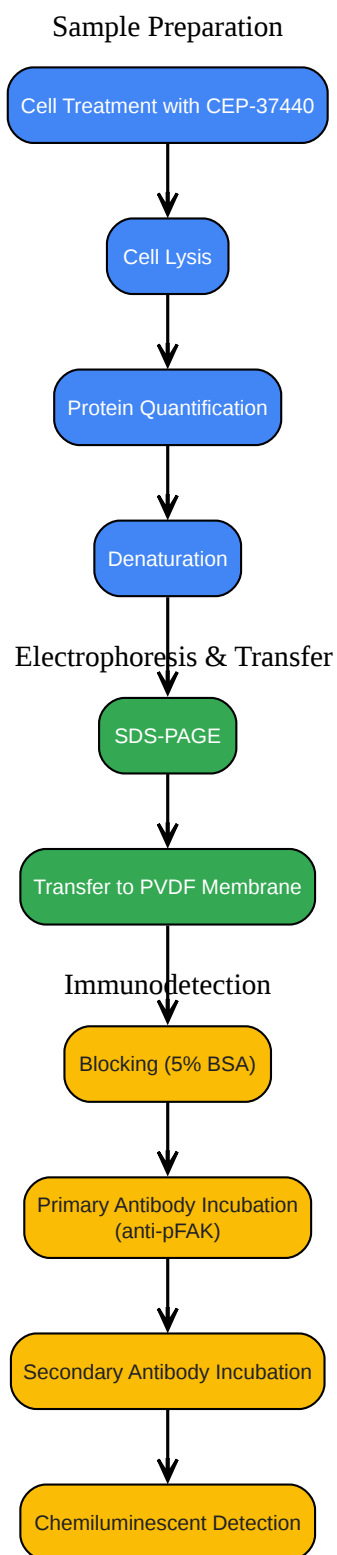 Sample Preparation
Cell Treatment with CEP-37440
Cell Lysis
Protein Quantification
Denaturation
Electrophoresis & Transfer
SDS-PAGE
Transfer to PVDF Membrane
Immunodetection
Blocking (5% BSA)
Primary Antibody Incubation
(anti-pFAK)
Secondary Antibody Incubation
Chemiluminescent Detection